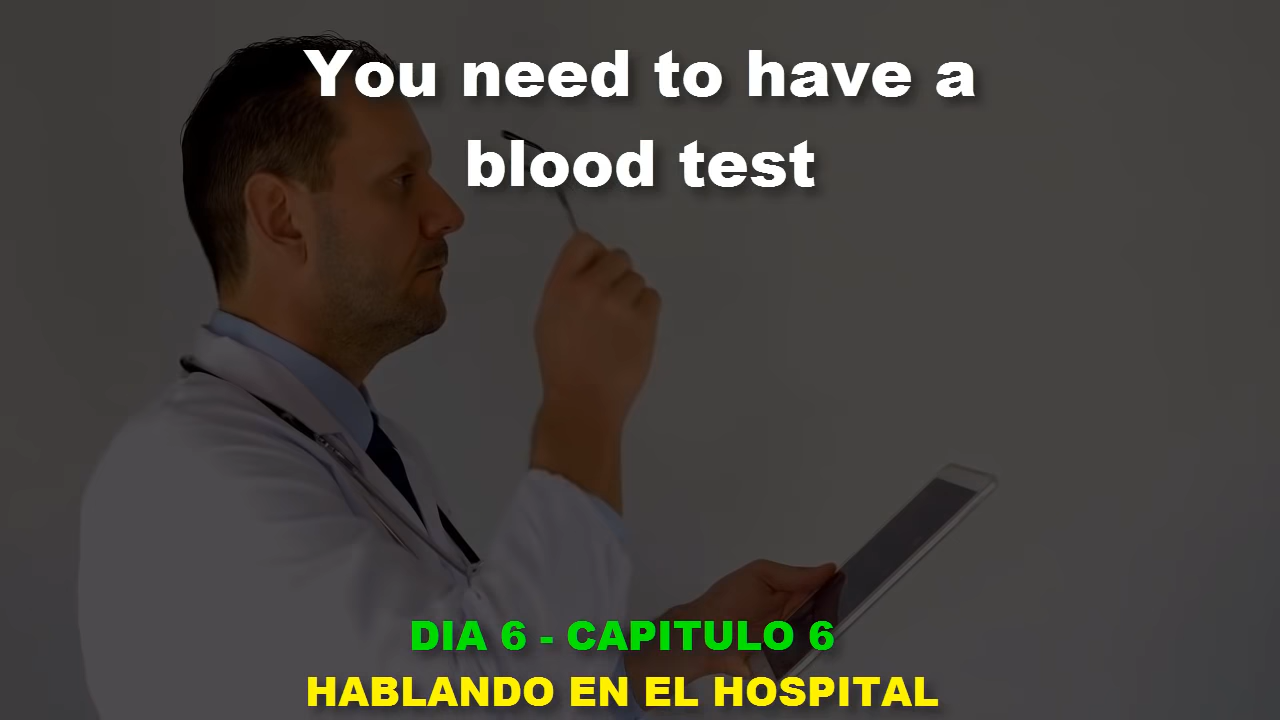 You need to have a
blood test
DIA 6 - CAPITULO 6
HABLANDO EN EL HOSPITAL